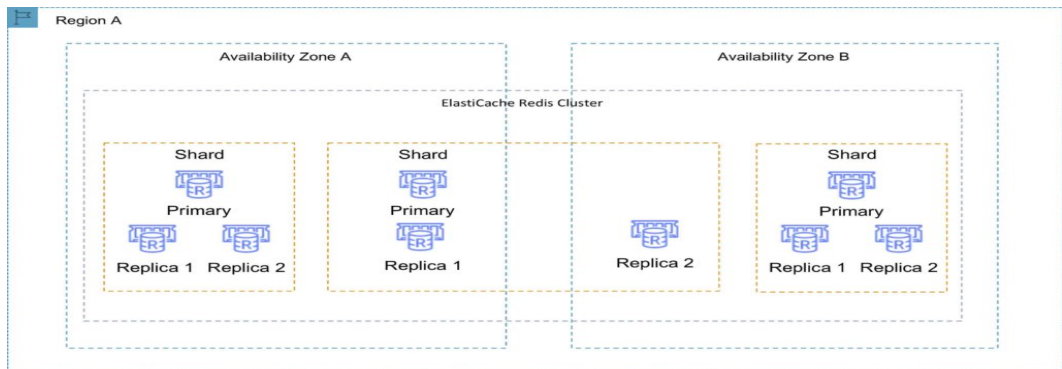 Region A
Availability Zone A
Availability Zone B
ElastiCache Redis Cluster
Shard
Primary
R
R
R
Replica 1
Replica 2
Shard
R
Primary
R
Replica 1
R
Replica 2
Shard
R
Primary
R
R
Replica 1
Replica 2